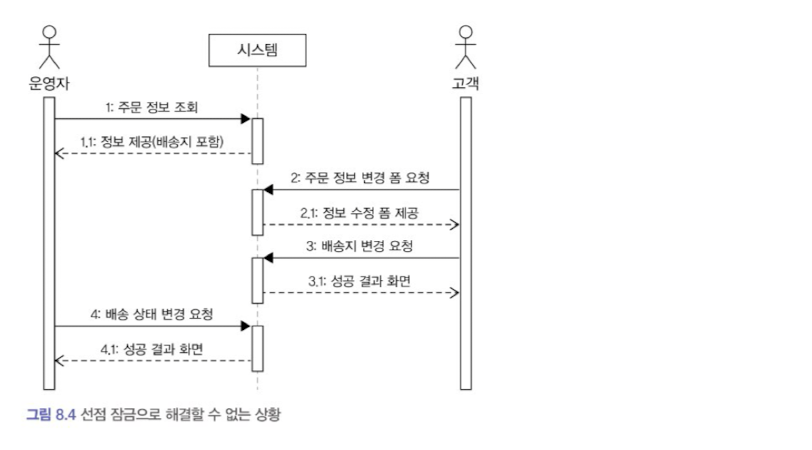 시스템
운영자
고객
1: 주문 정보 조회
1.1: 정보 제공(배송지 포함)
2: 주문 정보 변경 폼 요청
2.1: 정보 수정 폼 제공
3: 배송지 변경 요청
3.1: 성공 결과 화면
4: 배송 상태 변경 요청
4.1: 성공 결과 화면
그림 8.4 선점 잠금으로 해결할 수 없는 상황